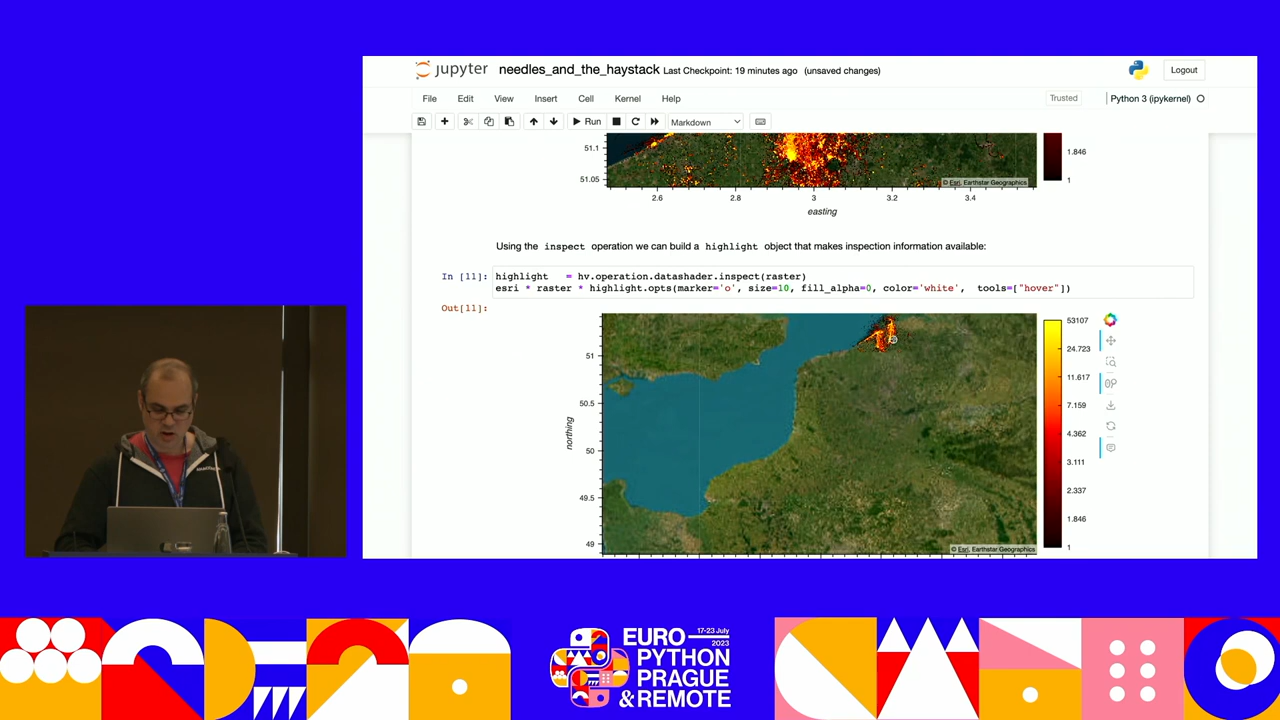 jupyter needles_and_the_haystack Last Checkpoint: 19 minutes ago (unsaved changes)
Logout
File Edit View Insert Cell Kernel Help
Trusted
Python 3 (ipykernel)
Run
Markdown
51.1
51.05
© Esri, Earthstar Geographics
2.6 2.8 3 3.2 3.4
easting
1.846
1
Using the inspect operation we can build a highlight object that makes inspection information available:
In [11]: highlight = hv.operation.datashader.inspect(raster)
esri * raster * highlight.opts(marker='o', size=10, fill_alpha=0, color='white', tools=["hover"])
Out[11]:
51
50.5
50
49.5
49
northing
© Esri, Earthstar Geographics
53107
24.723
11.617
7.159
4.362
3.111
2.337
1.846
1
EURO 17-23 July
2023
PYTHON
PRAGUE
& REMOTE